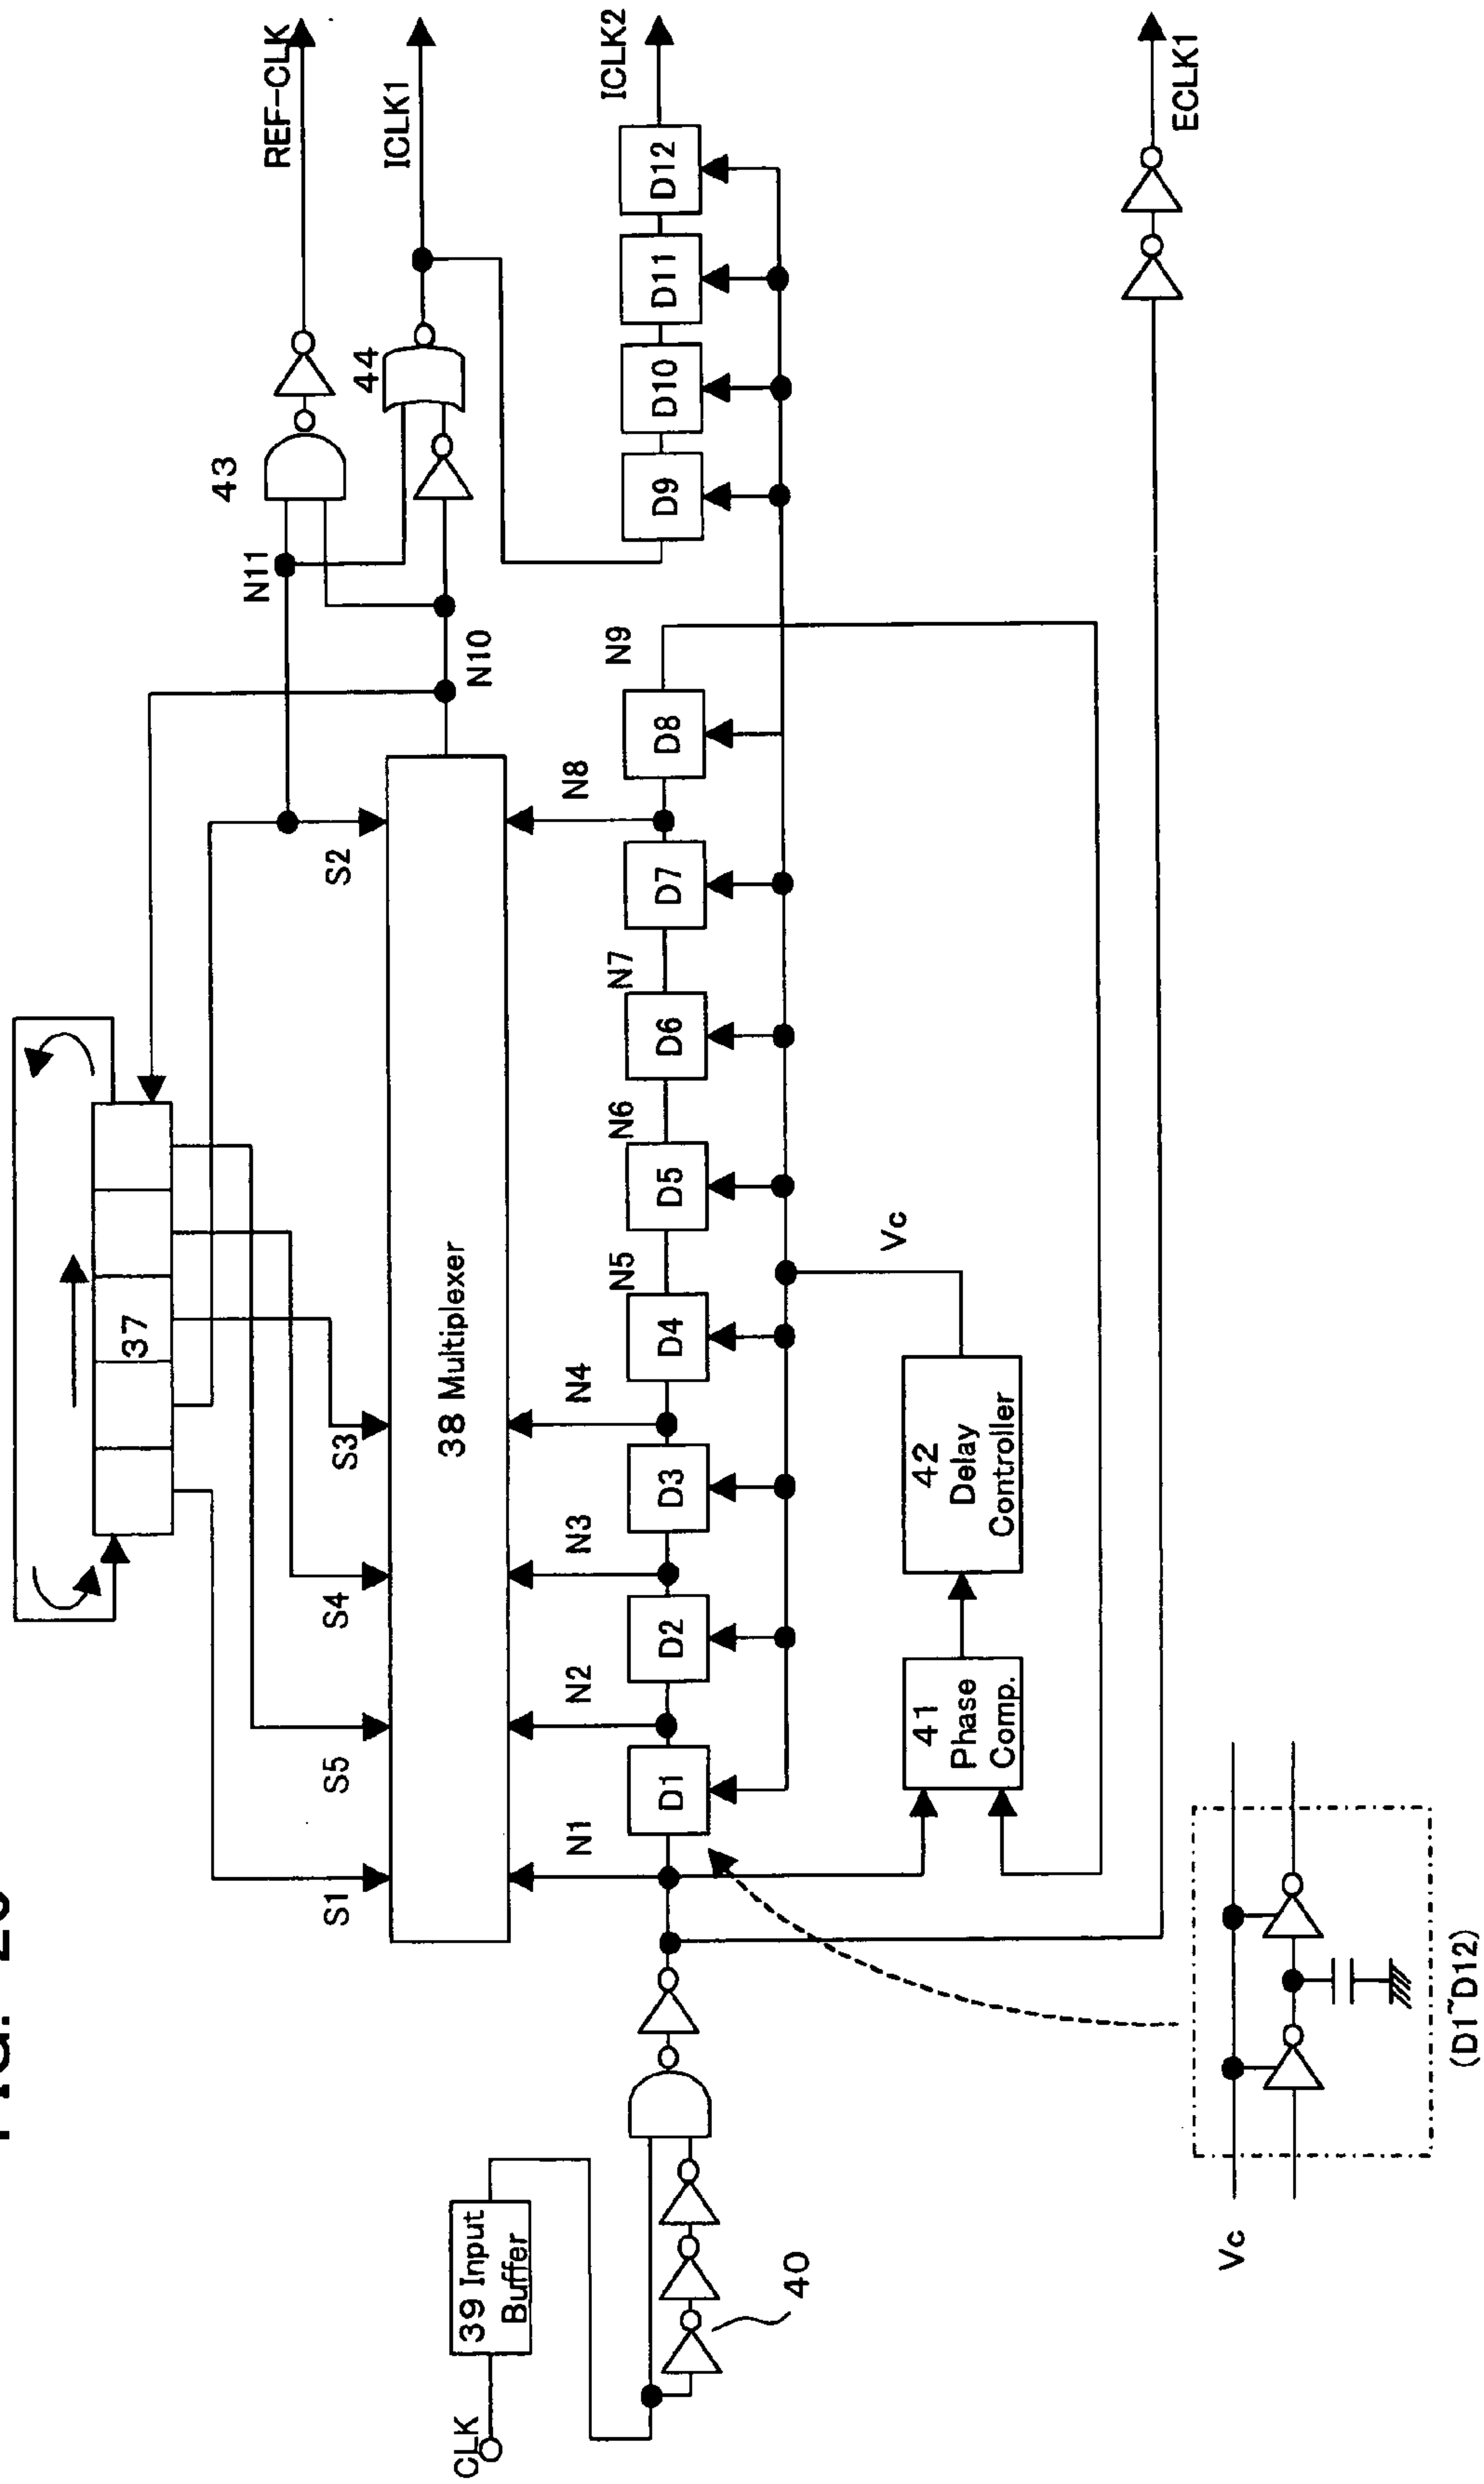 REF-CLK
ICLK1
ICLK2
ECLK1
43
44
N11
N10
D9
D10
D11
D12
37
S1
S5
S4
S3
S2
38 Multiplexer
N1
N2
N3
N4
N5
N6
N7
N8
N9
D1
D2
D3
D4
D5
D6
D7
D8
Vc
41
Phase
Comp.
42
Delay
Controller
CLK
39 Input
Buffer
40
Vc
(D1~D12)